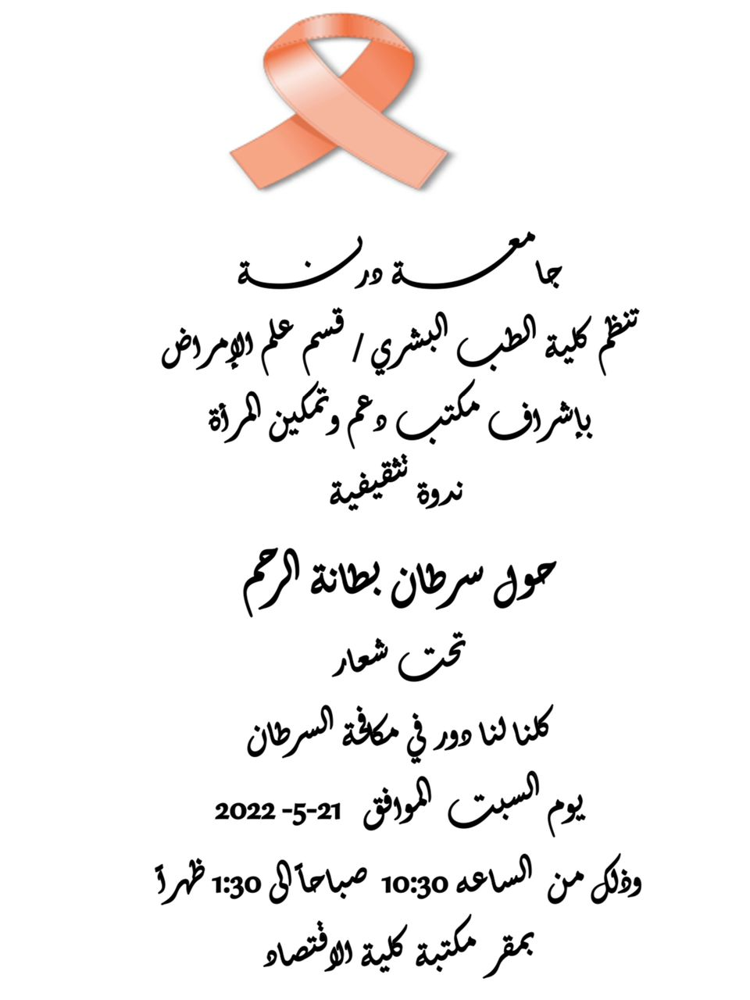 جامعة درنة
تنظم كلية الطب البشري / قسم علم الإمراض
بإشراف مكتب دعم وتمكين المرأة
ندوة تثقيفية
حول سرطان بطانة الرحم
تحت شعار
كلنا لنا دور في مكافحة السرطان
يوم السبت الموافق 21-5- 2022
وذلك من الساعه 10:30 صباحاً الى 1:30 ظهراً
بمقر مكتبة كلية الاقتصاد